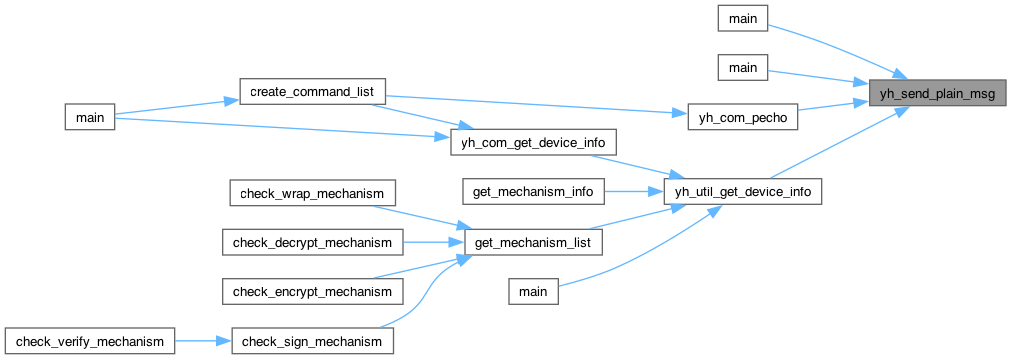 main
main
create_command_list
yh_send_plain_msg
main
yh_com_pecho
yh_com_get_device_info
check_wrap_mechanism
get_mechanism_info
yh_util_get_device_info
check_decrypt_mechanism
get_mechanism_list
check_encrypt_mechanism
main
check_verify_mechanism
check_sign_mechanism